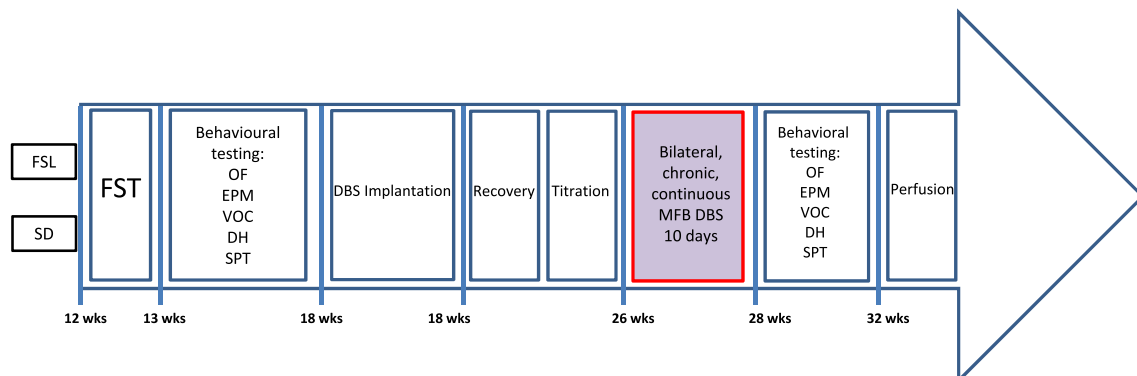 FSL
SD
FST
Behavioural
testing:
OF
EPM
VOC
DH
SPT
DBS Implantation
Recovery
Titration
Bilateral,
chronic,
continuous
MFB DBS
10 days
Behavioral
testing:
OF
EPM
VOC
DH
SPT
Perfusion
12 wks
13 wks
18 wks
18 wks
26 wks
28 wks
32 wks